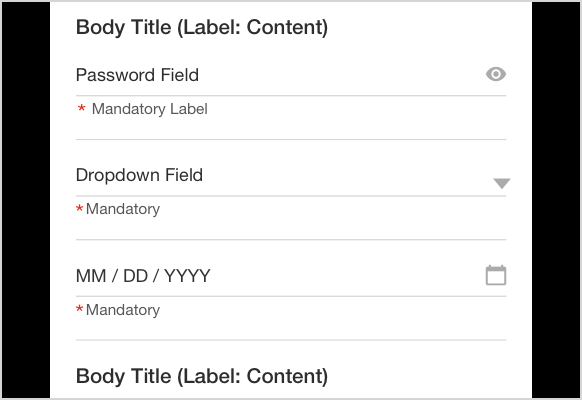 Body Title (Label: Content)
Password Field
* Mandatory Label
Dropdown Field
*Mandatory
MM / DD / YYYY
*Mandatory
Body Title (Label: Content)